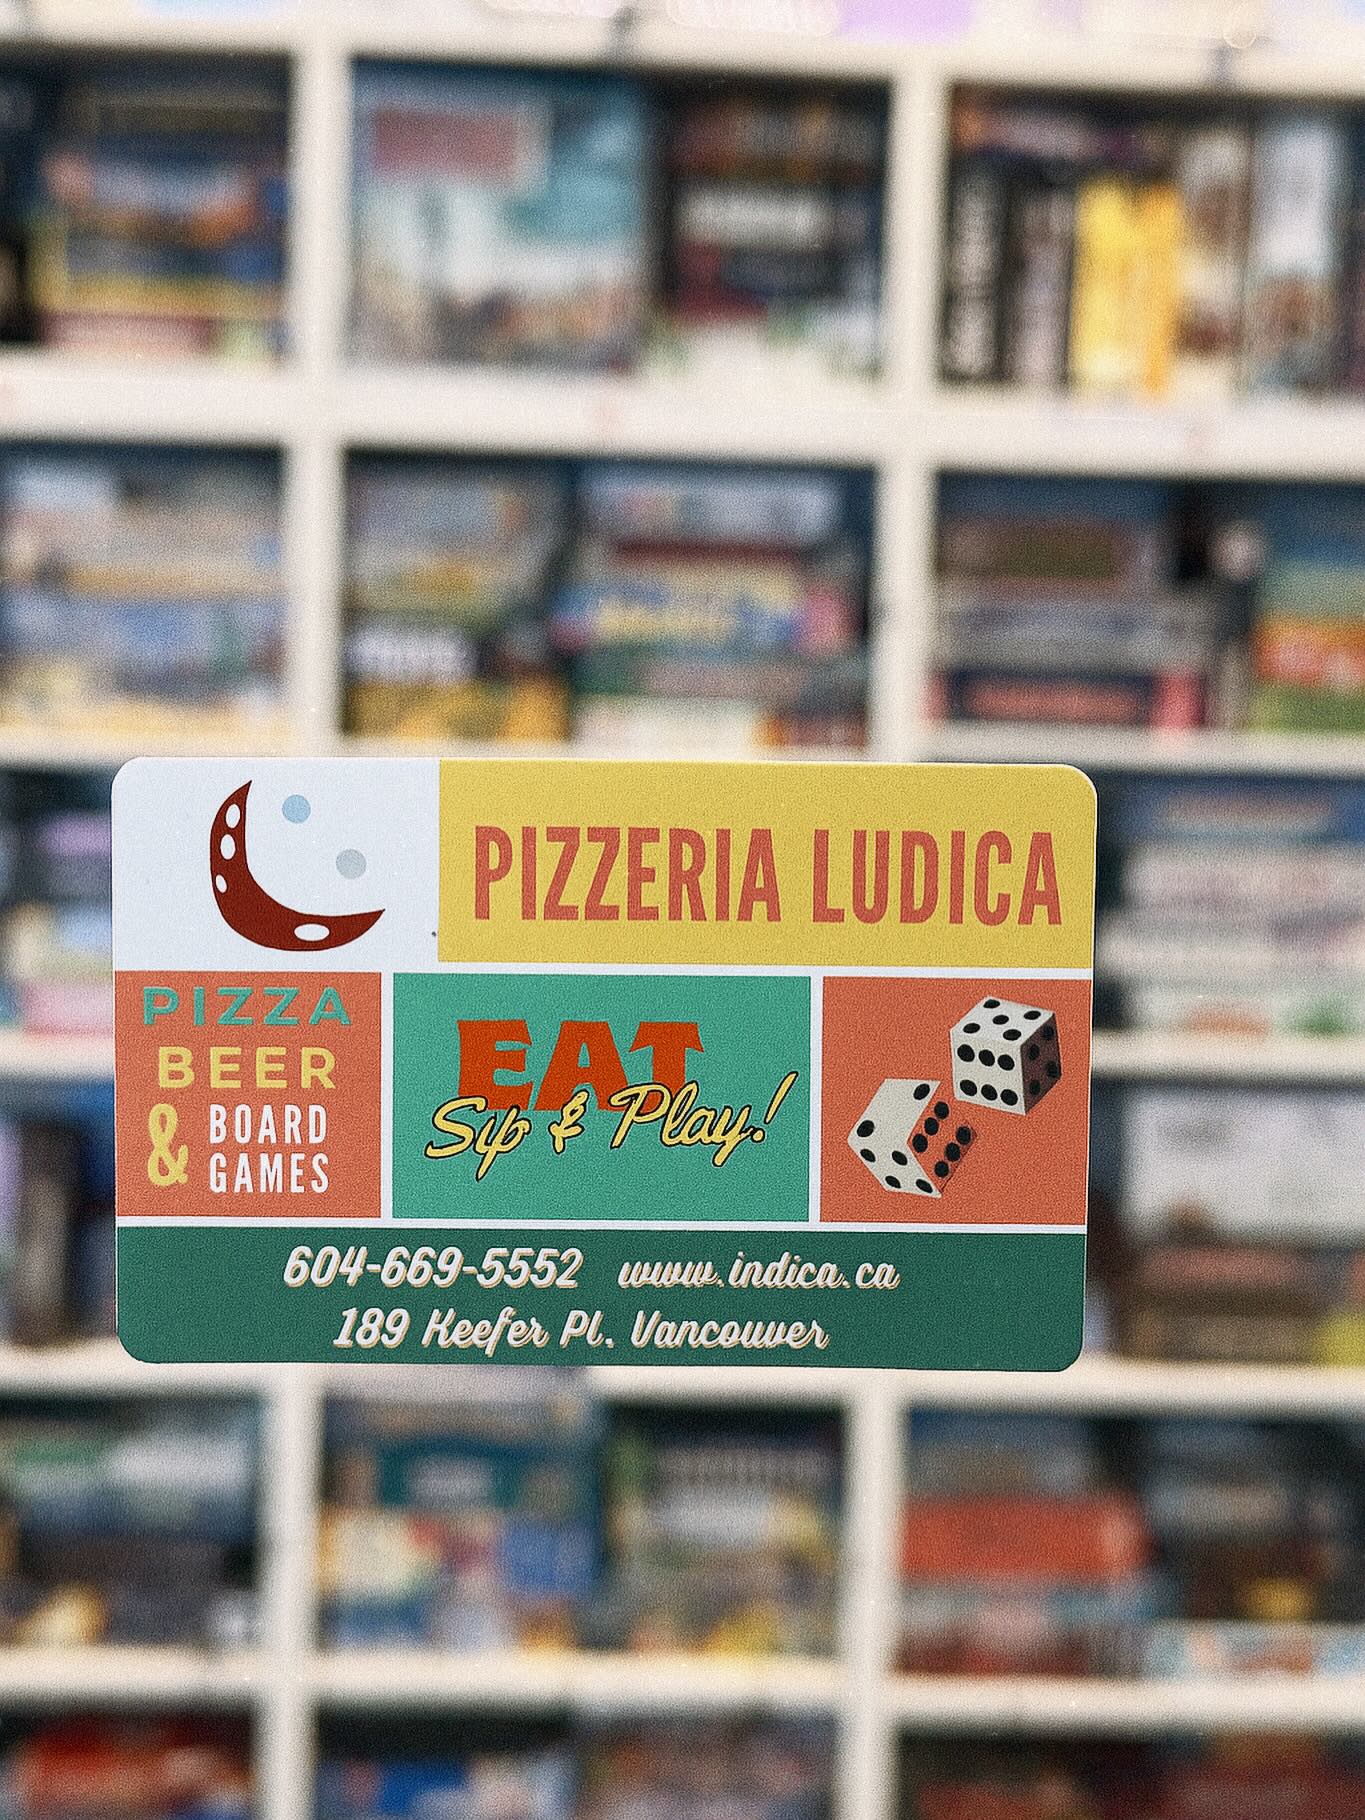 PIZZERIA LUDICA
PIZZA
BEER
& BOARD
GAMES
EAT
Sip & Play!
604-669-5552 www.indica.ca
189 Keefer Pl. Vancouver